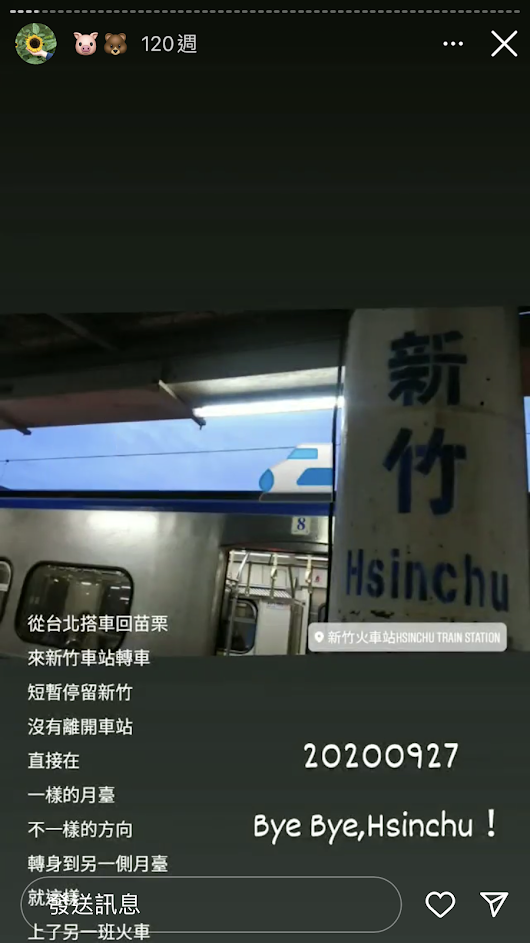 120週
新竹
Hsinchu
8
新竹火車站HSINCHU TRAIN STATION
從台北搭車回苗栗
來新竹車站轉車
短暫停留新竹
沒有離開車站
直接在
一樣的月臺
不一樣的方向
轉身到另一側月臺
就這樣
上了另一班火車
20200927
Bye Bye,Hsinchu！
發送訊息